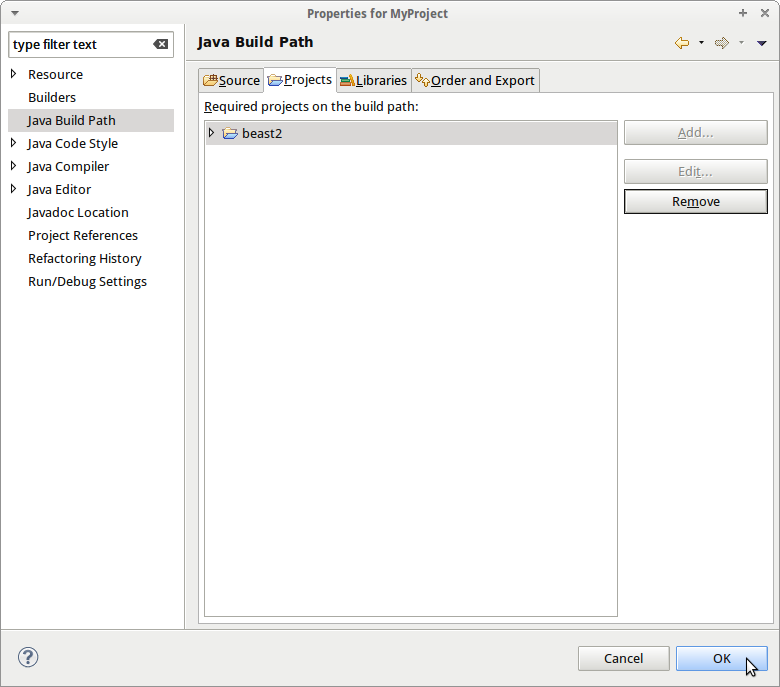 Properties for MyProject
type filter text
Resource
Builders
Java Build Path
Java Code Style
Java Compiler
Java Editor
Javadoc Location
Project References
Refactoring History
Run/Debug Settings
Java Build Path
Source Projects Libraries Order and Export
Required projects on the build path:
beast2
Add...
Edit...
Remove
?
Cancel OK